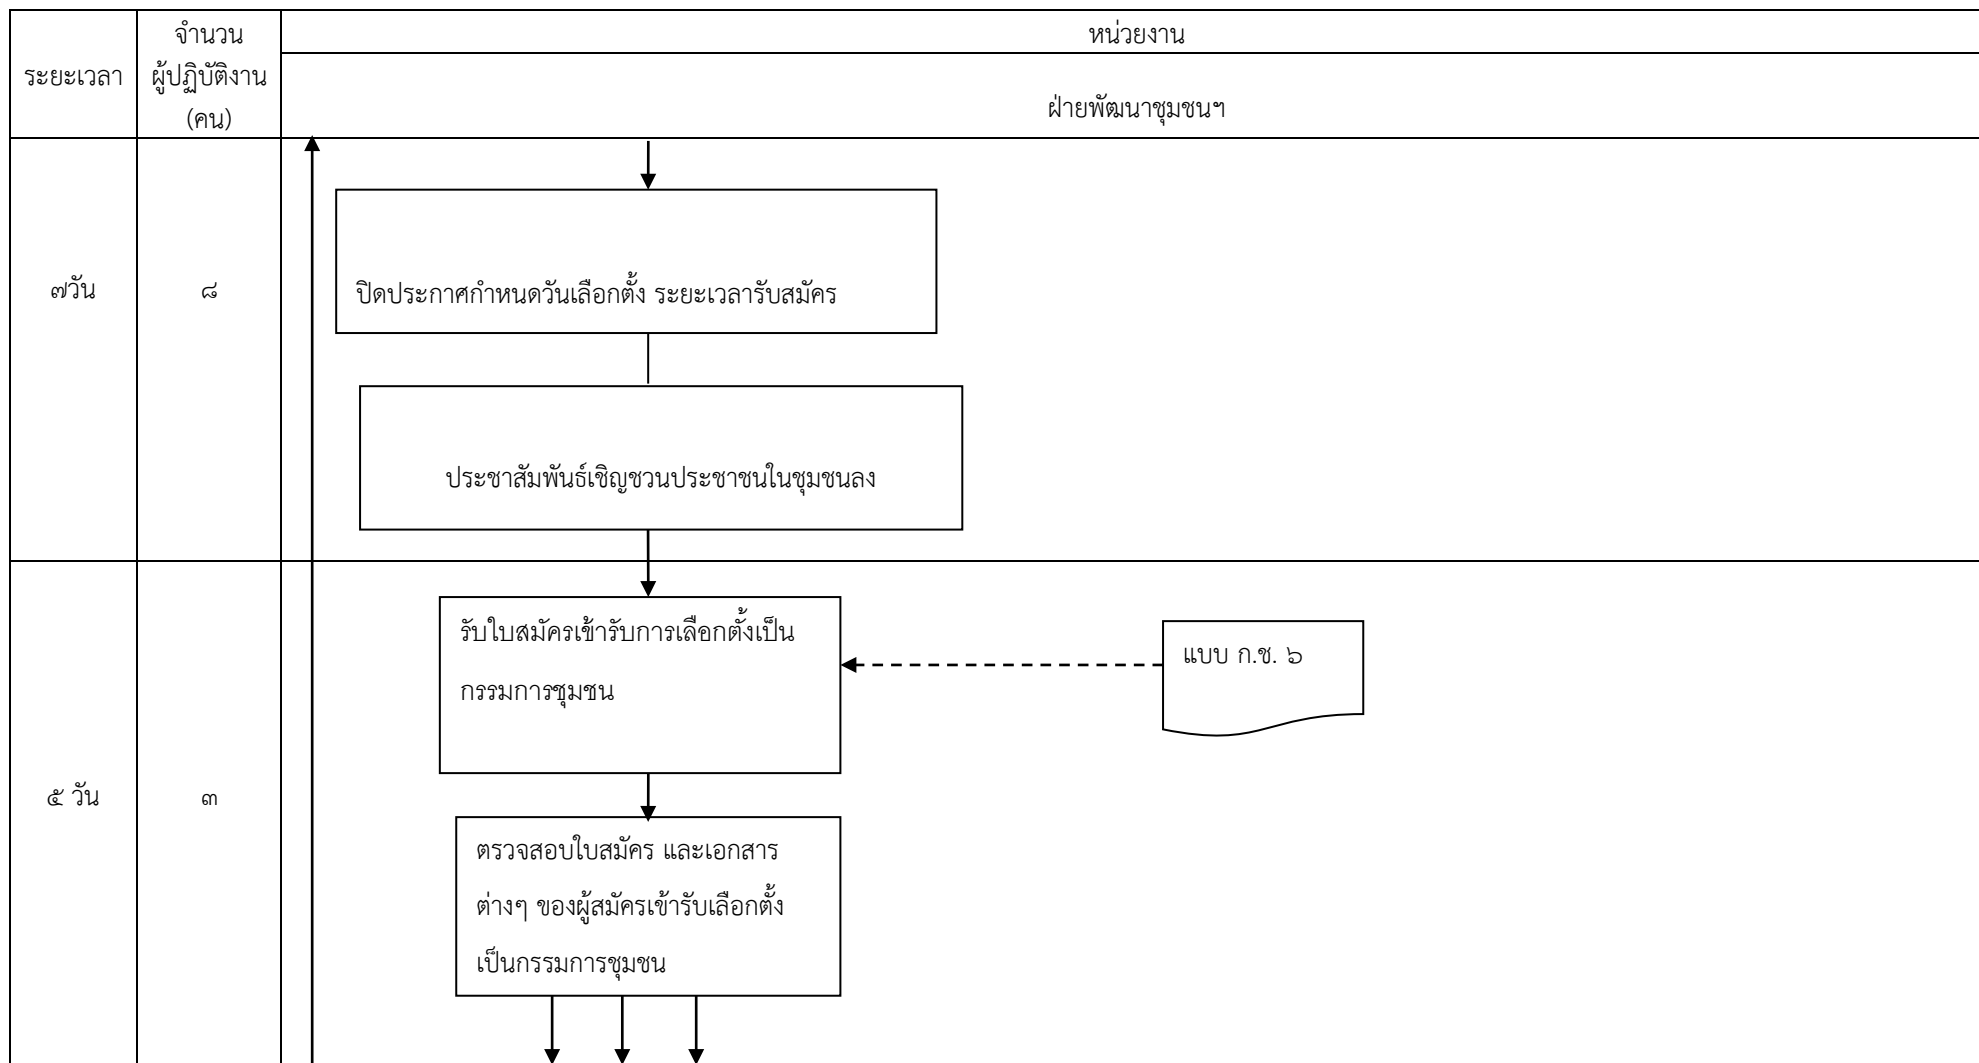 ระยะเวลา
จำนวน
ผู้ปฏิบัติงาน
(คน)
หน่วยงาน
ฝ่ายพัฒนาชุมชนฯ
๗วัน
๘
ปิดประกาศกำหนดวันเลือกตั้ง ระยะเวลารับสมัคร
ประชาสัมพันธ์เชิญชวนประชาชนในชุมชนลง
๕ วัน
๓
รับใบสมัครเข้ารับการเลือกตั้งเป็น
กรรมการชุมชน
แบบ ก.ช. ๖
ตรวจสอบใบสมัคร และเอกสาร
ต่างๆ ของผู้สมัครเข้ารับเลือกตั้ง
เป็นกรรมการชุมชน